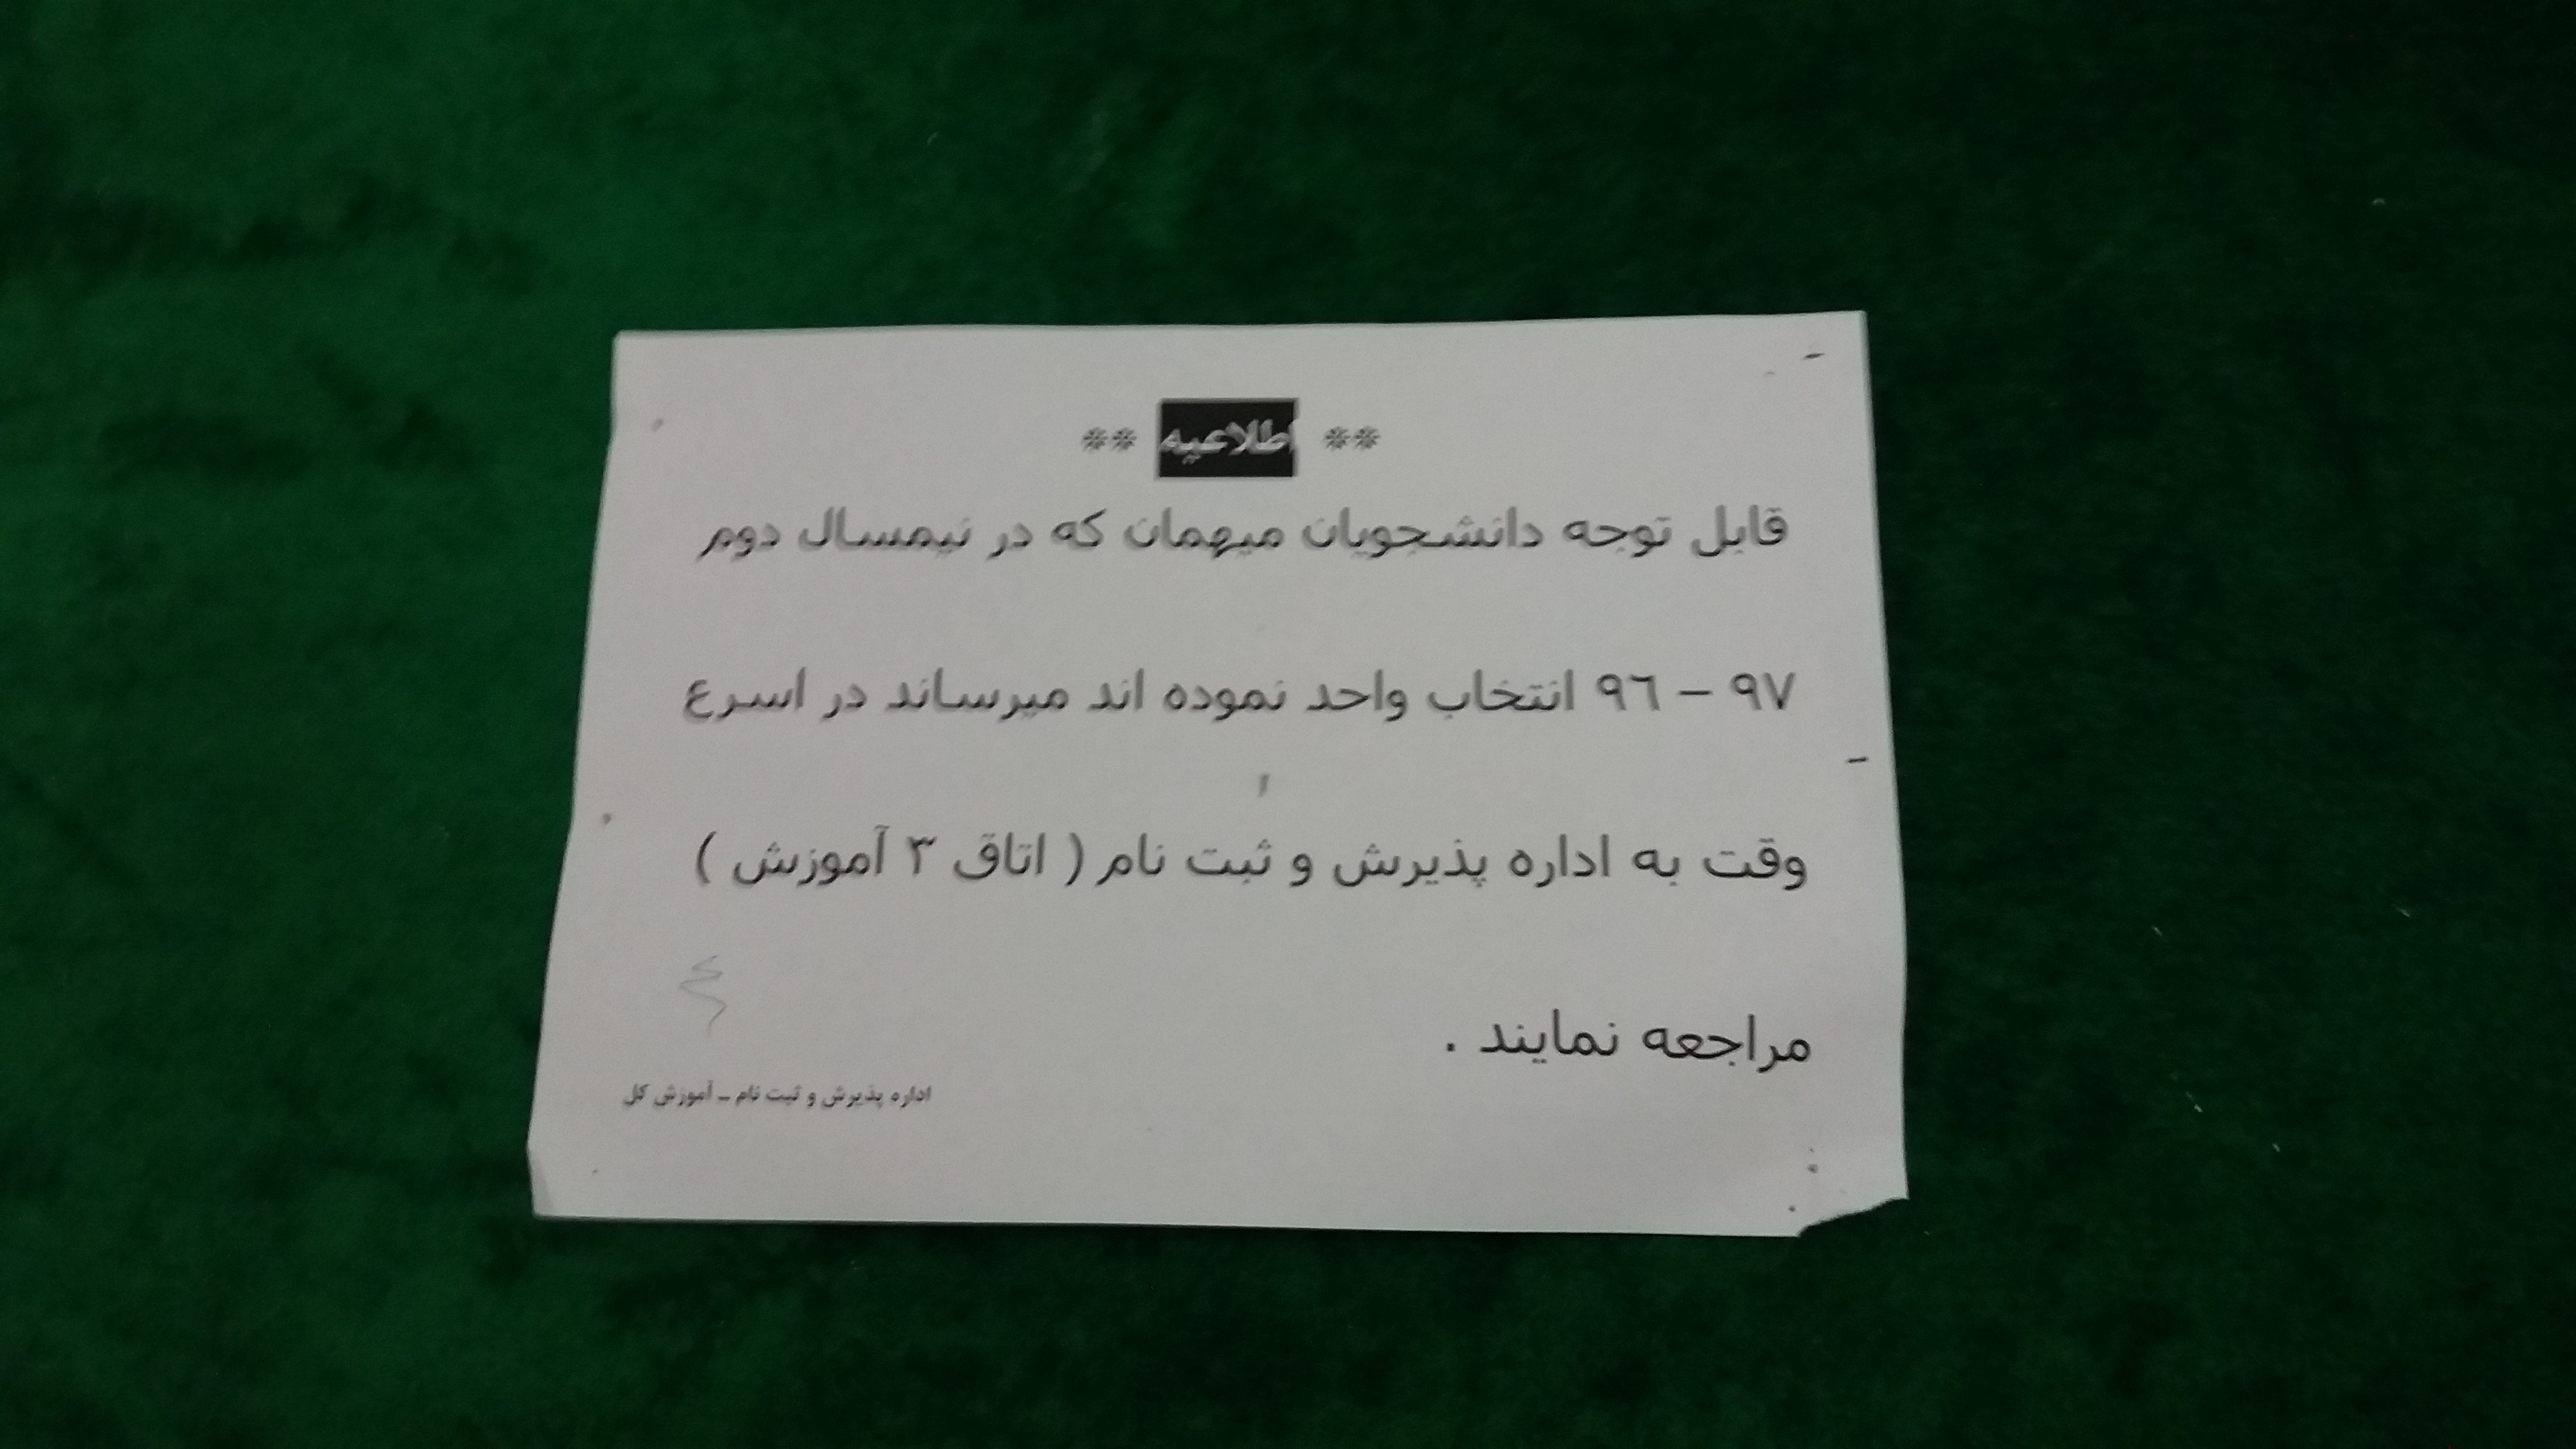 ** اطلاعیه **
قابل توجه دانشجویان میهمان که در نیمسال دوم
۹۷ – ۹٦ انتخاب واحد نموده اند میرساند در اسرع
وقت به اداره پذیرش و ثبت نام ( اتاق ۳ آموزش )
مراجعه نمایند .
اداره پذیرش و ثبت نام – آموزش کل